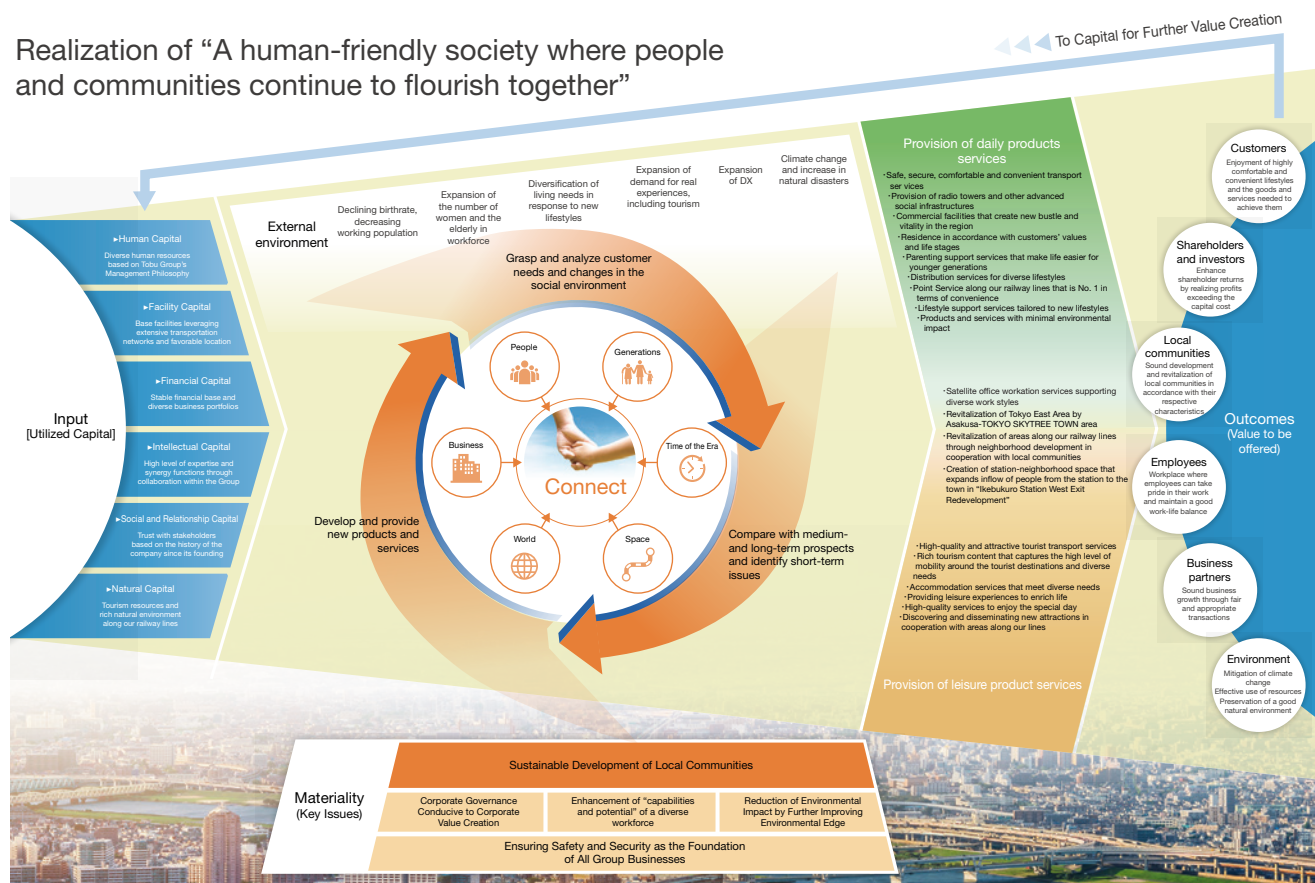 Realization of “A human-friendly society where people
and communities continue to flourish together”
To Capital for Further Value Creation
Input
[Utilized Capital]
▸Human Capital
Diverse human resources
based on Tobu Group's
Management Philosophy
▸Facility Capital
Base facilities leveraging
extensive transportation
networks and favorable location
▸Financial Capital
Stable financial base and
diverse business portfolios
▸Intellectual Capital
High level of expertise and
synergy functions through
collaboration within the Group
▸Social and Relationship Capital
Trust with stakeholders
based on the history of the
company since its founding
▸Natural Capital
Tourism resources and
rich natural environment
along our railway lines
External
environment
Declining birthrate,
decreasing
working population
Expansion of
the number of
women and the
elderly in
workforce
Diversification of
living needs in
response to new
lifestyles
Expansion of
demand for real
experiences,
including tourism
Expansion
of DX
Climate change
and increase in
natural disasters
Grasp and analyze customer
needs and changes in the
social environment
Compare with medium-
and long-term prospects
and identify short-term
issues
Develop and provide
new products and
services
People
Generations
Business
Time of the Era
World
Space
Connect
Provision of daily products
services
・Safe, secure, comfortable and convenient transport
ser vices
・Provision of radio towers and other advanced
social infrastructures
・Commercial facilities that create new bustle and
vitality in the region
・Residence in accordance with customers' values
and life stages
・Parenting support services that make life easier for
younger generations
・Distribution services for diverse lifestyles
・Point Service along our railway lines that is No. 1 in
terms of convenience
・Lifestyle support services tailored to new lifestyles
・Products and services with minimal environmental
impact
・Satellite office workation services supporting
diverse work styles
・Revitalization of Tokyo East Area by
Asakusa-TOKYO SKYTREE TOWN area
・Revitalization of areas along our railway lines
through neighborhood development in
cooperation with local communities
・Creation of station-neighborhood space that
expands inflow of people from the station to the
town in “Ikebukuro Station West Exit
Redevelopment”
・High-quality and attractive tourist transport services
・Rich tourism content that captures the high level of
mobility around the tourist destinations and diverse
needs
・Accommodation services that meet diverse needs
・Providing leisure experiences to enrich life
・High-quality services to enjoy the special day
・Discovering and disseminating new attractions in
cooperation with areas along our lines
Provision of leisure product services
Customers
Enjoyment of highly
comfortable and
convenient lifestyles
and the goods and
services needed to
achieve them
Shareholders
and investors
Enhance
shareholder returns
by realizing profits
exceeding the
capital cost
Local
communities
Sound development
and revitalization of
local communities in
accordance with their
respective
characteristics
Employees
Workplace where
employees can take
pride in their work
and maintain a good
work-life balance
Business
partners
Sound business
growth through fair
and appropriate
transactions
Environment
Mitigation of climate
change
Effective use of resources
Preservation of a good
natural environment
Outcomes
(Value to be
offered)
Materiality
(Key Issues)
Sustainable Development of Local Communities
Corporate Governance
Conducive to Corporate
Value Creation
Enhancement of “capabilities
and potential” of a diverse
workforce
Reduction of Environmental
Impact by Further Improving
Environmental Edge
Ensuring Safety and Security as the Foundation
of All Group Businesses